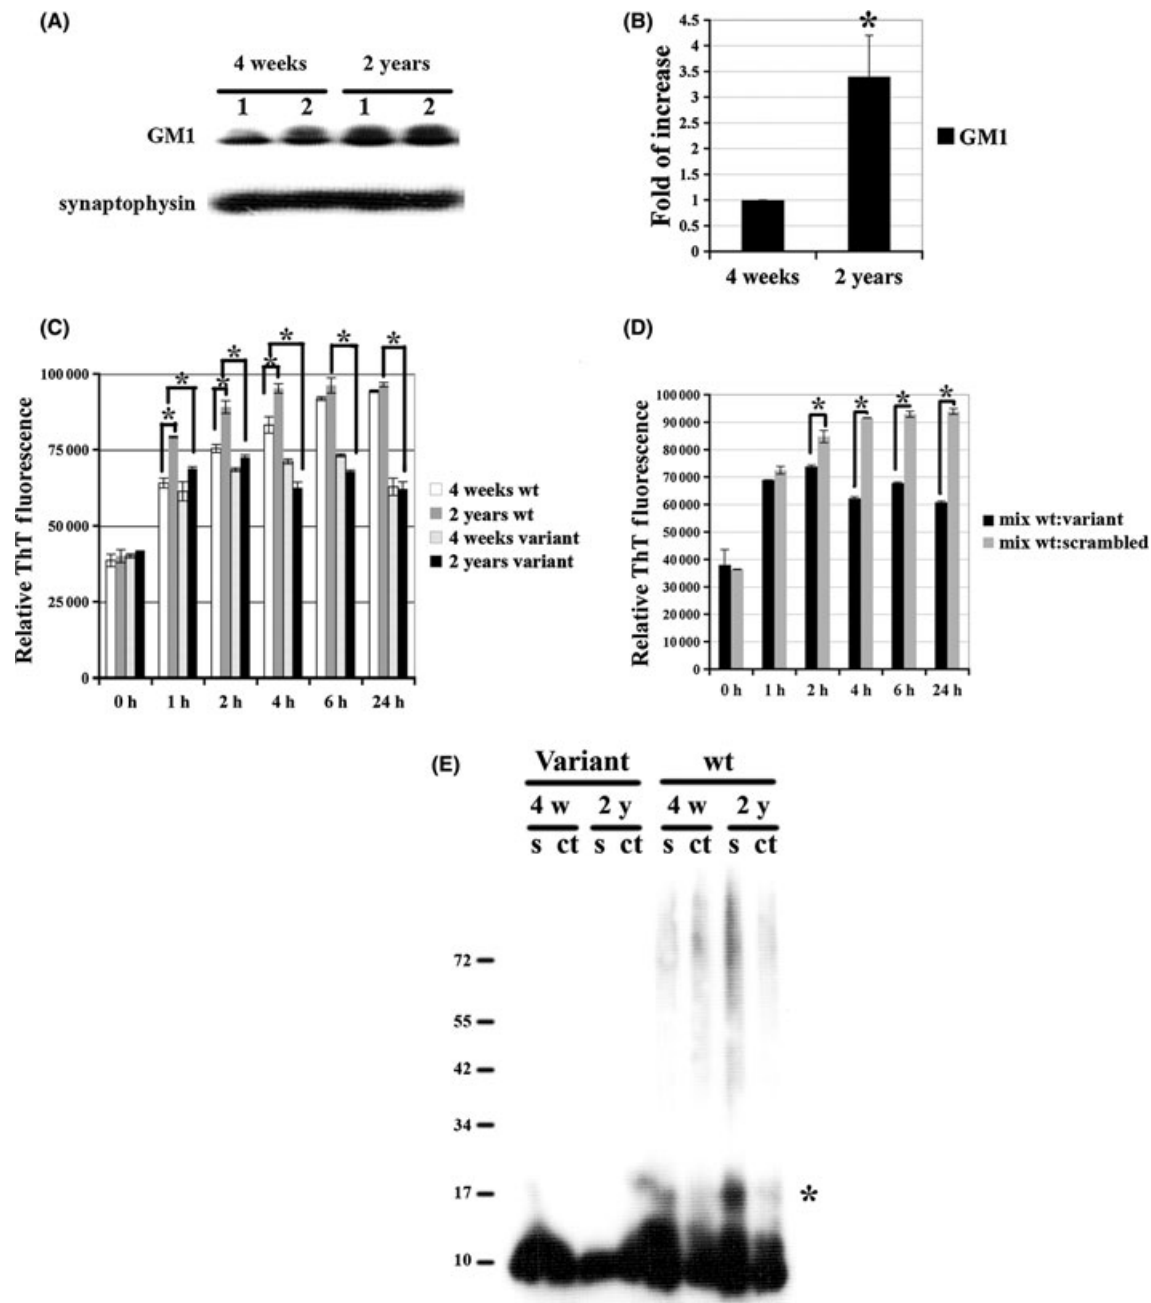 (A)
4 weeks 2 years
1 2 1 2
GM1
synaptophysin
(B)
Fold of increase
4.5
4
3.5
3
2.5
2
1.5
1
0.5
0
*
4 weeks 2 years
GM1
(C)
Relative ThT fluorescence
100 000
75 000
50 000
25 000
0
* * * * * * * *
0 h 1 h 2 h 4 h 6 h 24 h
4 weeks wt
2 years wt
4 weeks variant
2 years variant
(D)
Relative ThT fluorescence
100 000
90 000
80 000
70 000
60 000
50 000
40 000
30 000
20 000
10 000
0
* * * *
0 h 1 h 2 h 4 h 6 h 24 h
mix wt:variant
mix wt:scrambled
(E)
Variant wt
4 w 2 y 4 w 2 y
s ct s ct s ct s ct
72
55
42
34
17 *
10